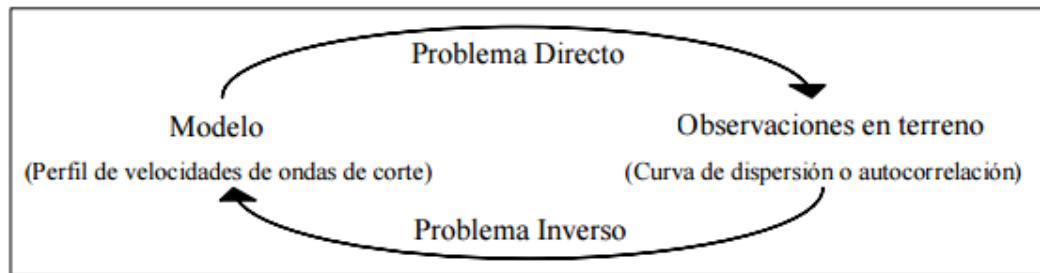 Problema Directo
Modelo
(Perfil de velocidades de ondas de corte)
Observaciones en terreno
(Curva de dispersión o autocorrelación)
Problema Inverso